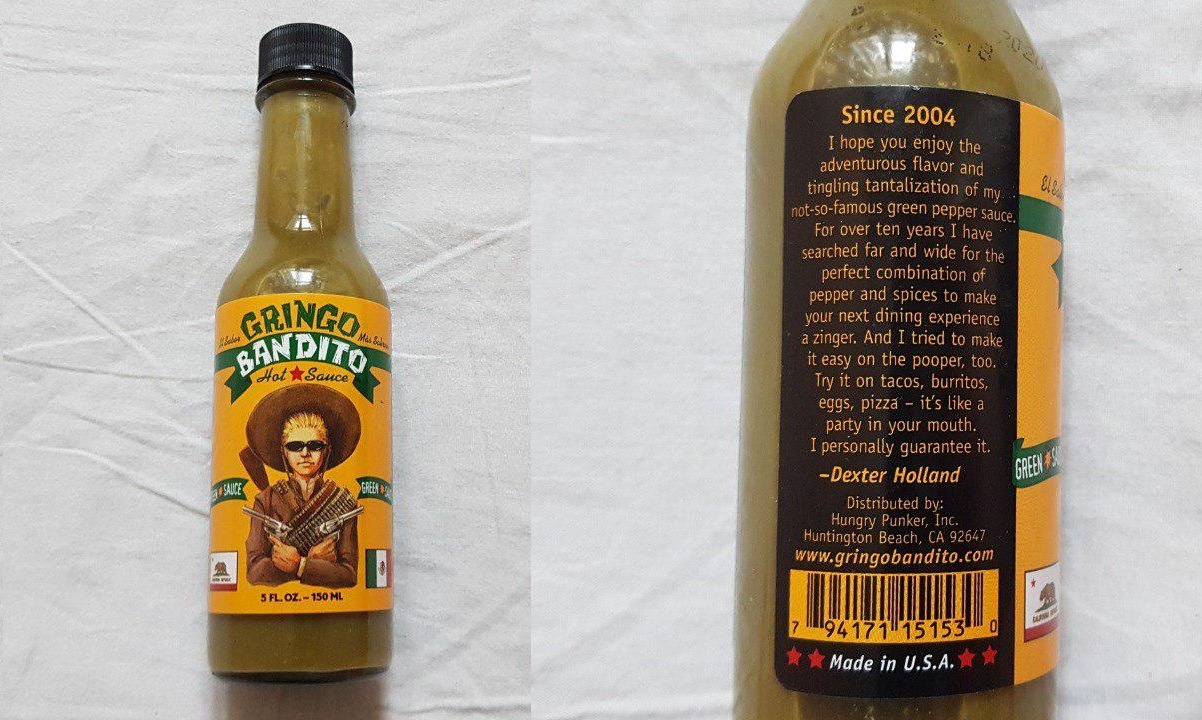 GRINGO
BANDITO
Hot Sauce
SAUCE
GREEN
5 FL. OZ. – 150 ML
Since 2004
I hope you enjoy the
adventurous flavor and
tingling tantalization of my
not-so-famous green pepper sauce.
For over ten years I have
searched far and wide for the
perfect combination of
pepper and spices to make
your next dining experience
a zinger. And I tried to make
it easy on the pooper, too.
Try it on tacos, burritos,
eggs, pizza – it's like a
party in your mouth.
I personally guarantee it.
–Dexter Holland
Distributed by:
Hungry Punker, Inc.
Huntington Beach, CA 92647
www.gringobandito.com
7 94171 15153 0
Made in U.S.A.
El
GREEN
CALIFORNIA REPUBLIC